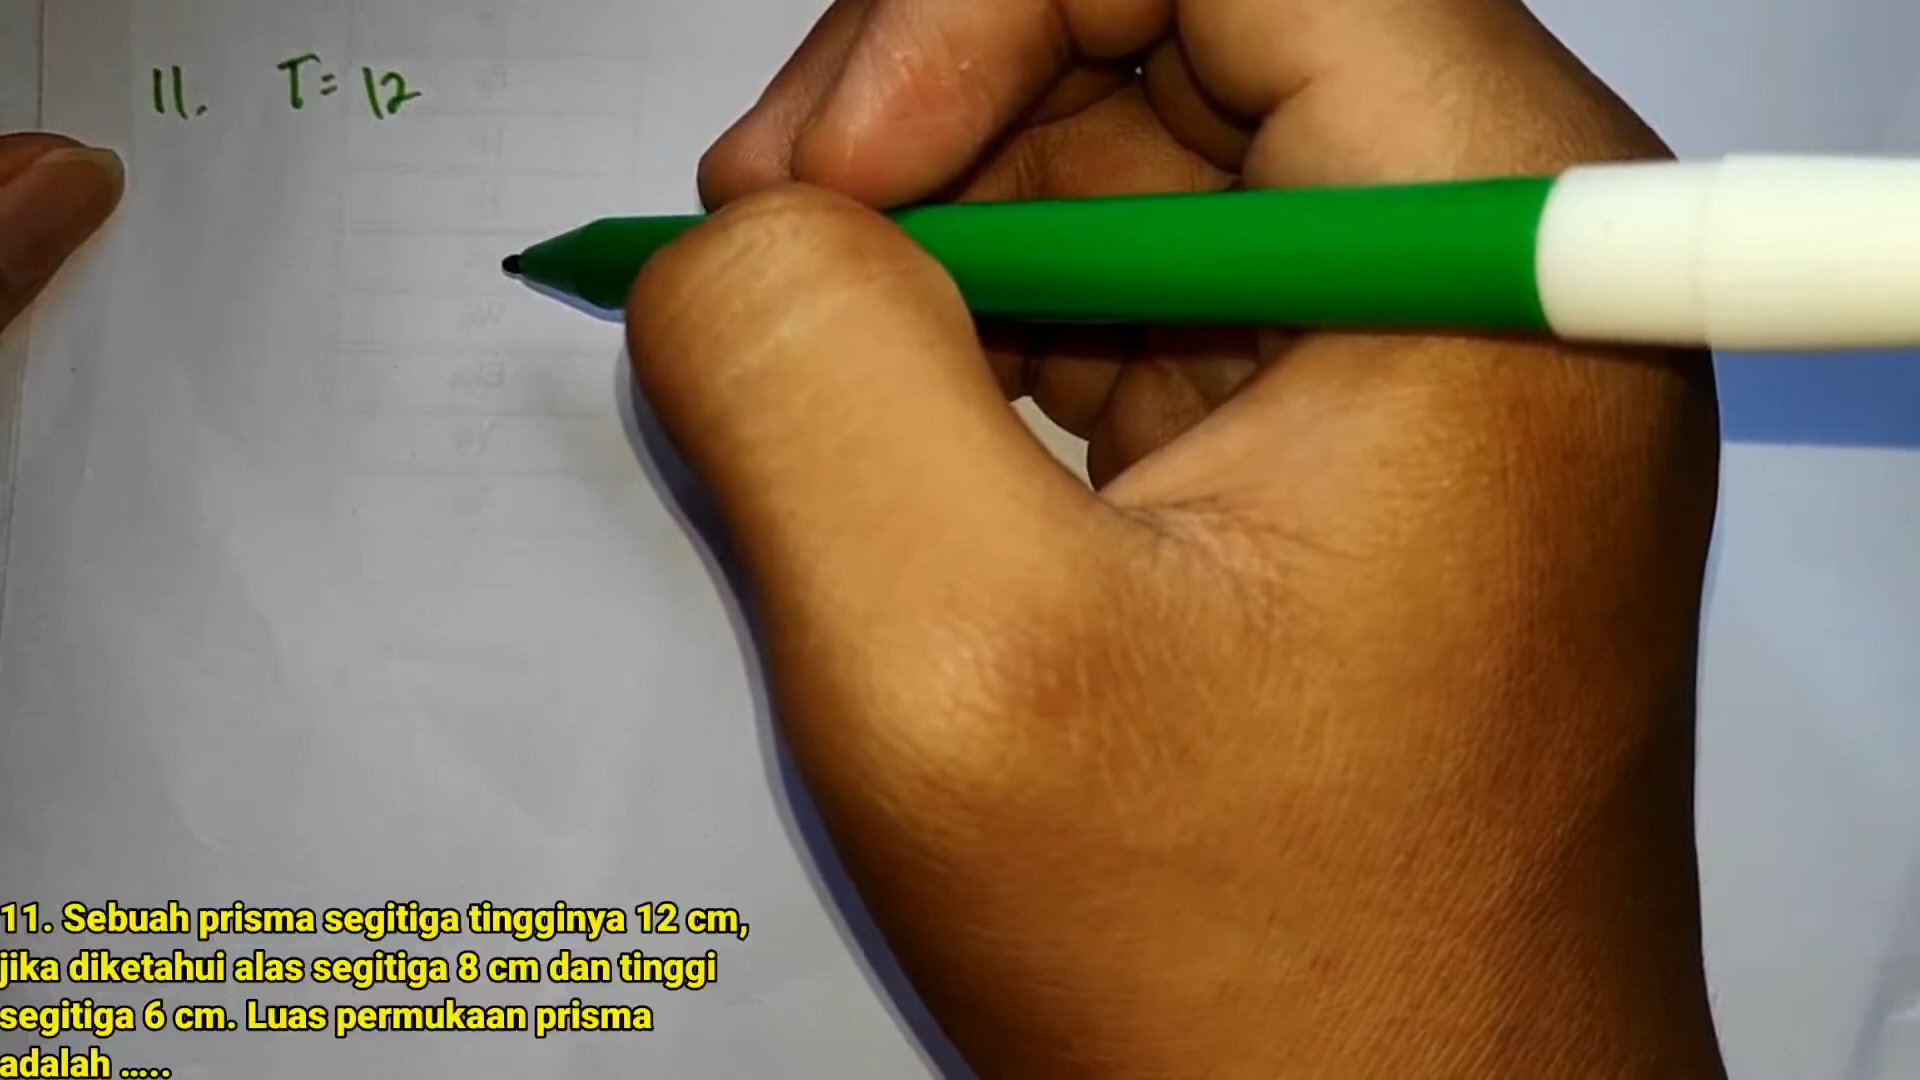 11. T= 12
11. Sebuah prisma segitiga tingginya 12 cm,
jika diketahui alas segitiga 8 cm dan tinggi
segitiga 6 cm. Luas permukaan prisma
adalah .....